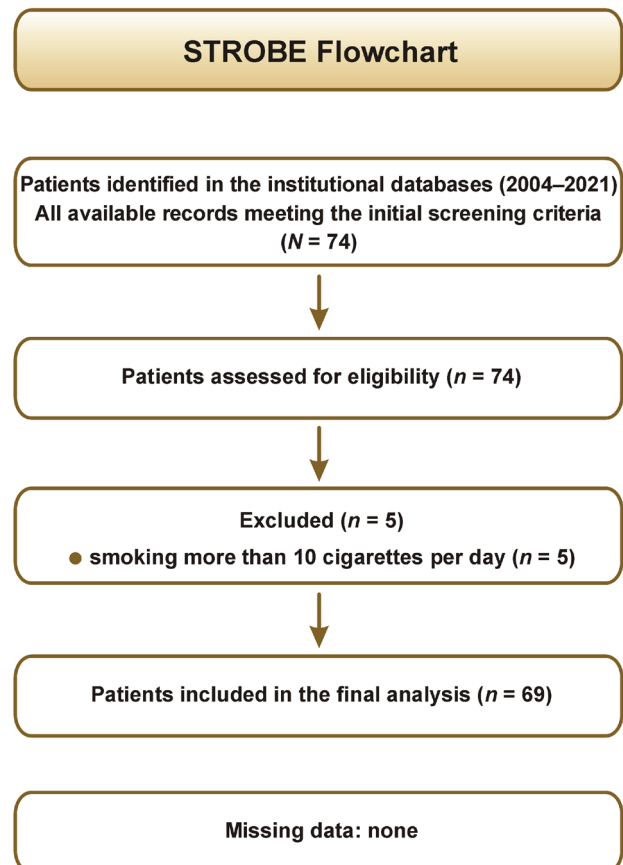 STROBE Flowchart
Patients identified in the institutional databases (2004–2021)
All available records meeting the initial screening criteria
(N = 74)
Patients assessed for eligibility (n = 74)
Excluded (n = 5)
● smoking more than 10 cigarettes per day (n = 5)
Patients included in the final analysis (n = 69)
Missing data: none